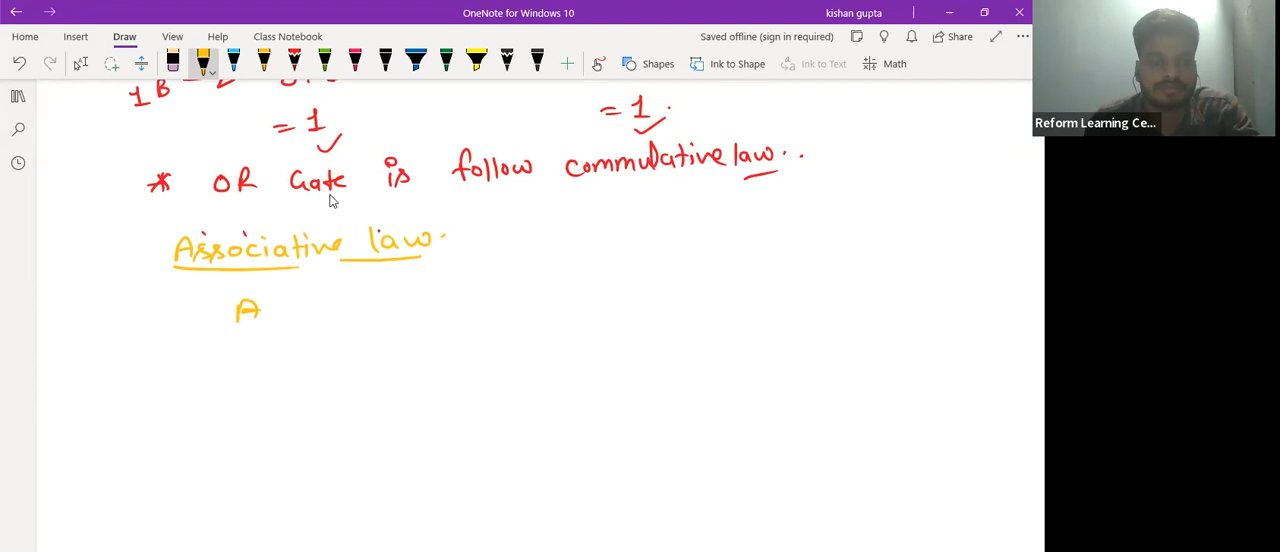 OneNote for Windows 10
kishan gupta
Home Insert Draw View Help Class Notebook
Saved offline (sign in required)
Share
Shapes
Ink to Shape
Ink to Text
Math
1B
= 1
= 1.
* OR Gate is follow commutative law..
Associative law.
A
Reform Learning Ce...